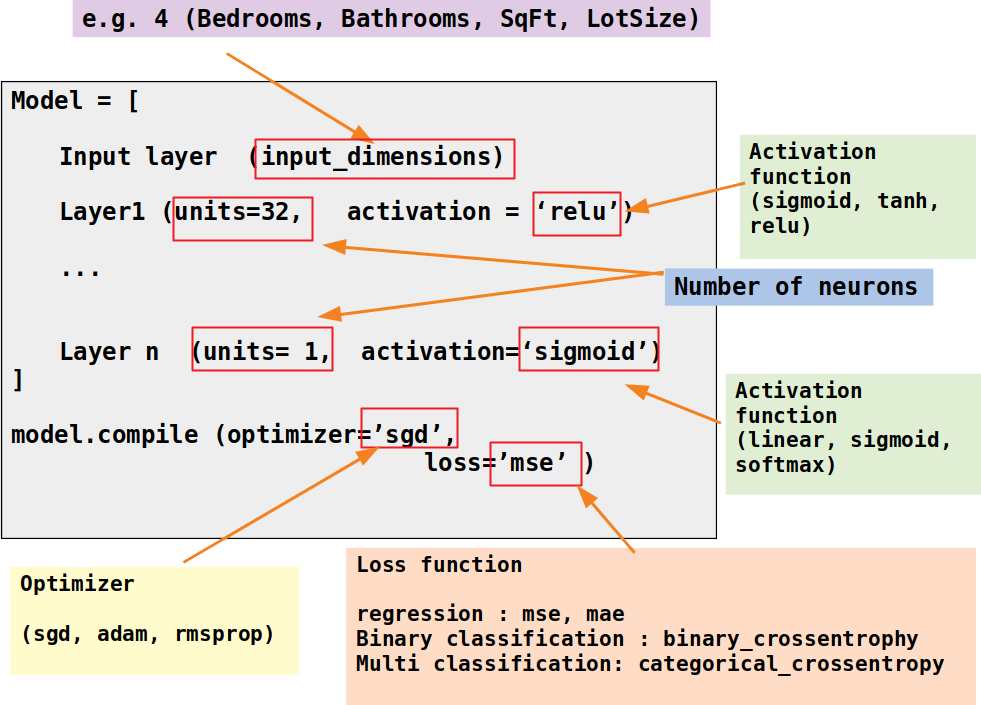 e.g. 4 (Bedrooms, Bathrooms, SqFt, LotSize)
Model = [
Input layer  (input_dimensions)
Layer1 (units=32,   activation = ‘relu’)
...
Layer n  (units= 1,  activation=‘sigmoid’)
]
model.compile (optimizer=’sgd’,
loss=’mse’ )
Activation
function
(sigmoid, tanh,
relu)
Number of neurons
Activation
function
(linear, sigmoid,
softmax)
Optimizer
(sgd, adam, rmsprop)
Loss function
regression : mse, mae
Binary classification : binary_crossentrophy
Multi classification: categorical_crossentropy